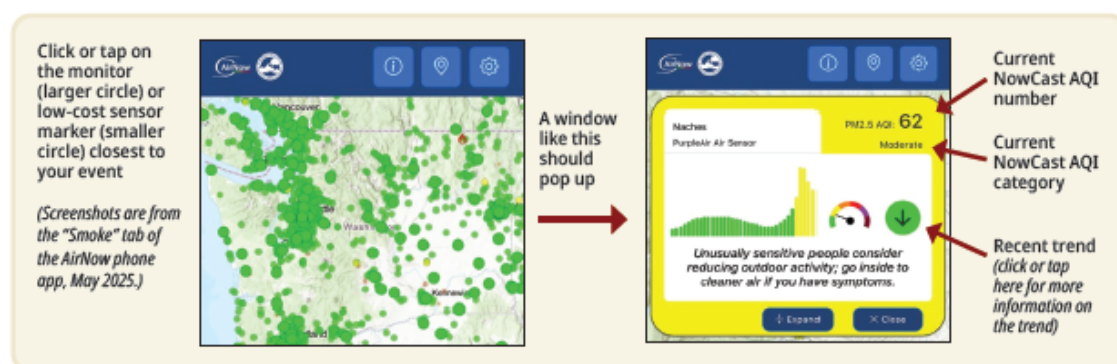 Click or tap on
the monitor
(larger circle) or
low-cost sensor
marker (smaller
circle) closest to
your event
(Screenshots are from
the "Smoke" tab of
the AirNow phone
app, May 2025.)
AirNow
Vancouver
A window
like this
should
pop up
AirNow
Naches
PurpleAir Air Sensor
PM2.5 AQI: 62
Moderate
Unusually sensitive people consider
reducing outdoor activity; go inside to
cleaner air if you have symptoms.
Expand
Close
Current
NowCast AQI
number
Current
NowCast AQI
category
Recent trend
(click or tap
here for more
information on
the trend)